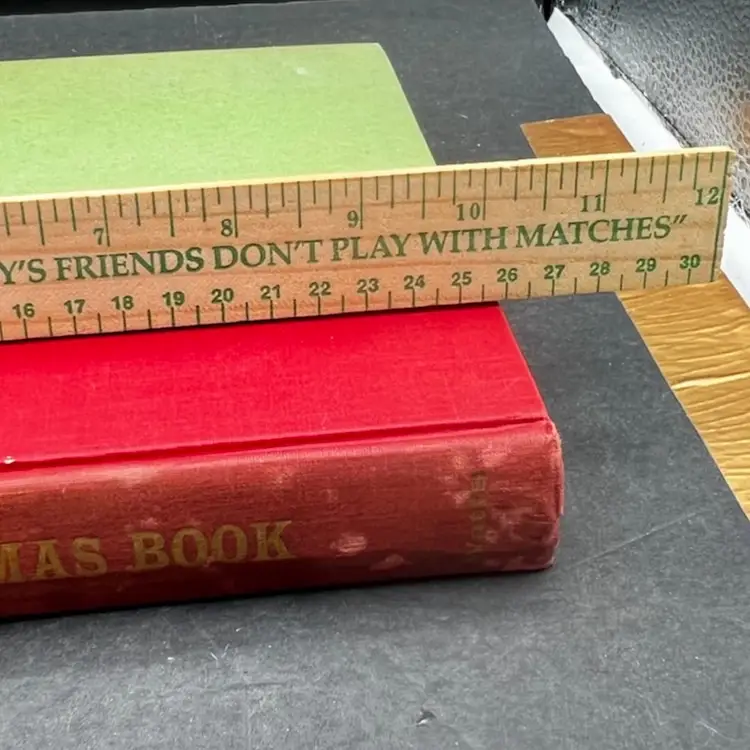 7 8 9 10 11 12
Y'S FRIENDS DON'T PLAY WITH MATCHES"
16 17 18 19 20 21 22 23 24 25 26 27 28 29 30
MAS BOOK